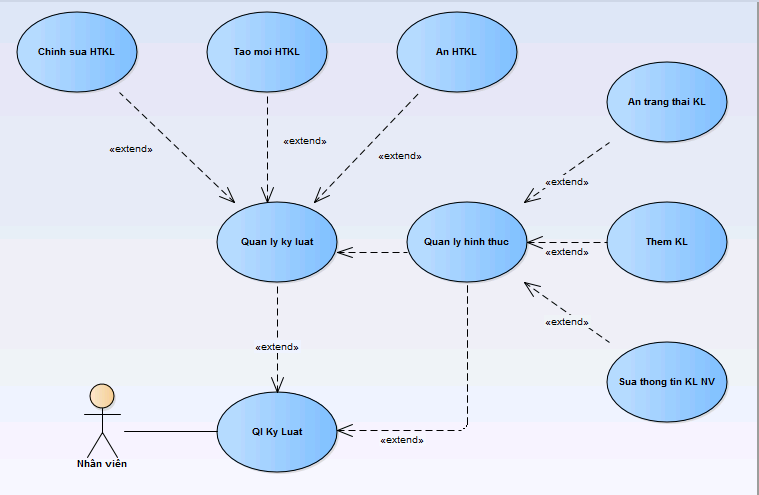 Chinh sua HTKL
Tao moi HTKL
An HTKL
An trang thai KL
«extend»
«extend»
«extend»
«extend»
Quan ly ky luat
Quan ly hinh thuc
Them KL
«extend»
«extend»
«extend»
Sua thong tin KL NV
Ql Ky Luat
«extend»
Nhân viên